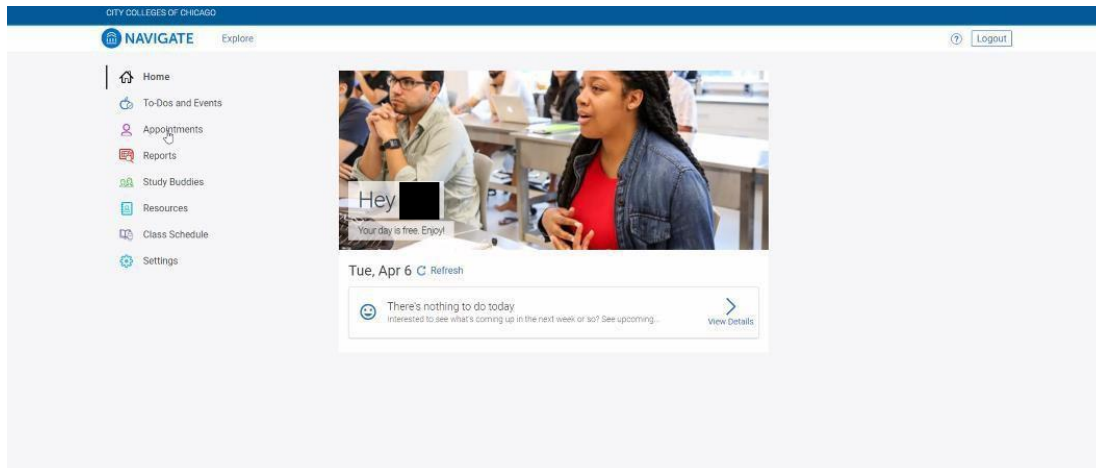 CITY COLLEGES OF CHICAGO
NAVIGATE Explore
Logout
Home
To-Dos and Events
Appointments
Reports
Study Buddies
Resources
Class Schedule
Settings
Hey
Your day is free. Enjoy!
Tue, Apr 6 Refresh
There's nothing to do today
Interested to see what's coming up in the next week or so? See upcoming...
View Details